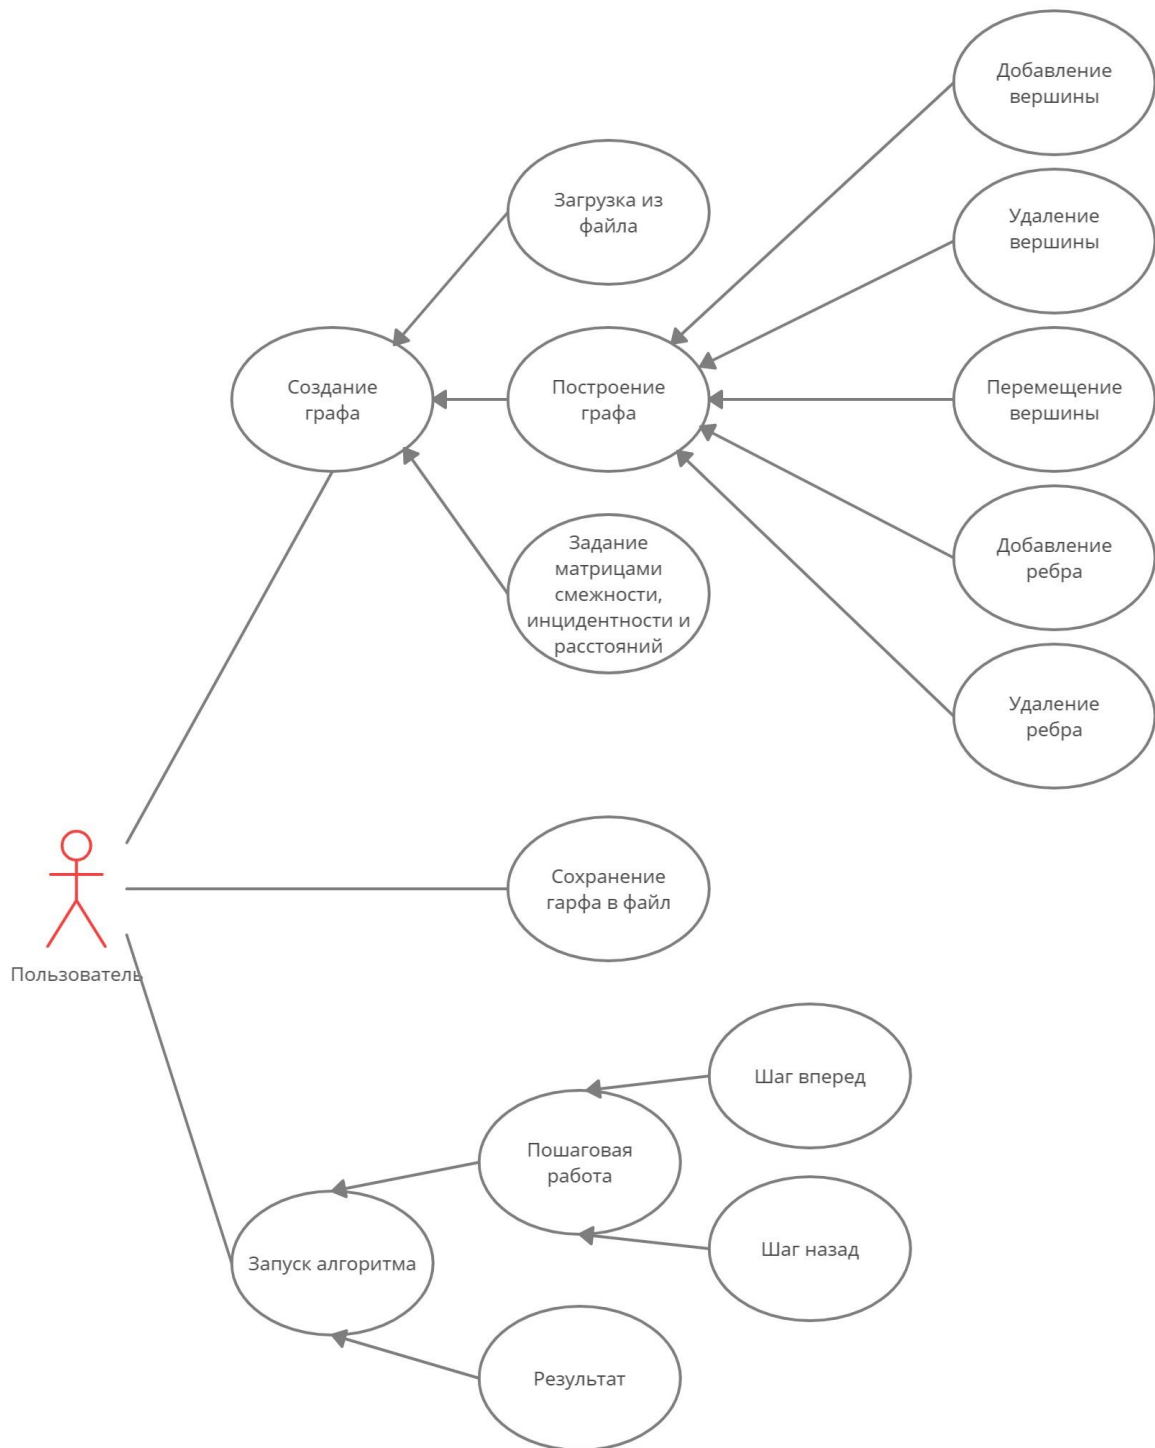 Добавление
вершины
Загрузка из
файла
Удаление
вершины
Создание
графа
Построение
графа
Перемещение
вершины
Задание
матрицами
смежности,
инцидентности и
расстояний
Добавление
ребра
Удаление
ребра
Сохранение
гарфа в файл
Пользователь
Шаг вперед
Пошаговая
работа
Шаг назад
Запуск алгоритма
Результат